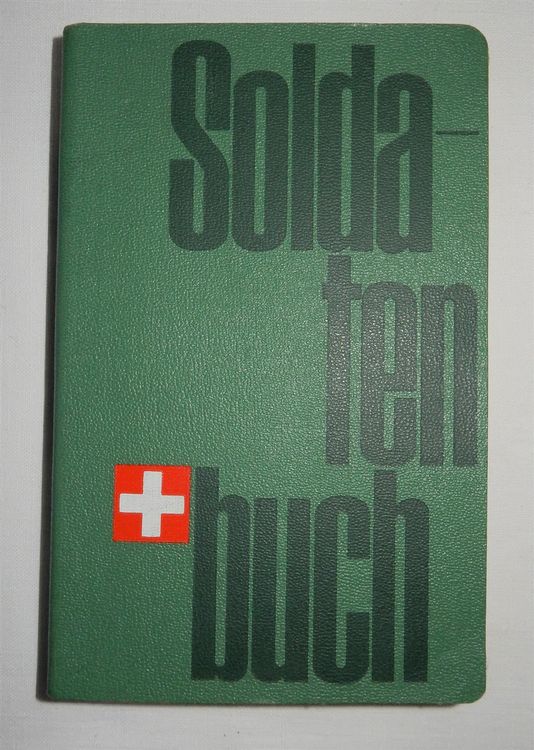 Solda-
ten
buch